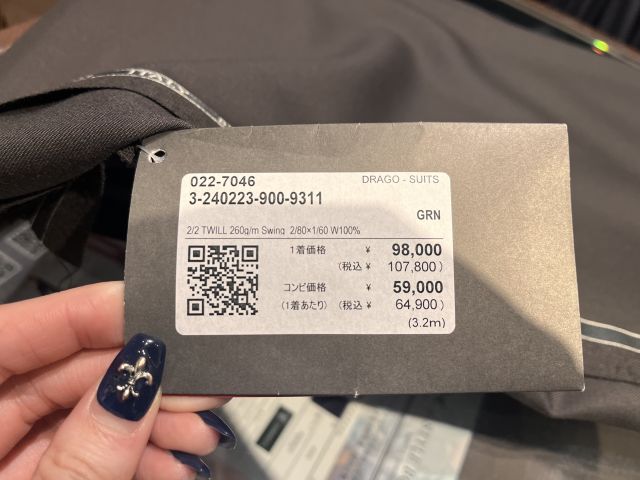 022-7046
DRAGO - SUITS
3-240223-900-9311
GRN
2/2 TWILL 260g/m Swing 2/80×1/60 W100%
1着価格 ¥ 98,000
(税込 ¥ 107,800)
コンビ価格 ¥ 59,000
(1着あたり) (税込 ¥ 64,900)
(3.2m)